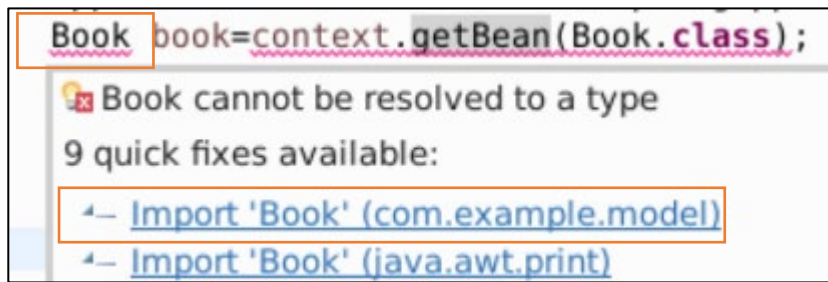 Book book=context.getBean(Book.class);
Book cannot be resolved to a type
9 quick fixes available:
Import 'Book' (com.example.model)
Import 'Book' (java.awt.print)